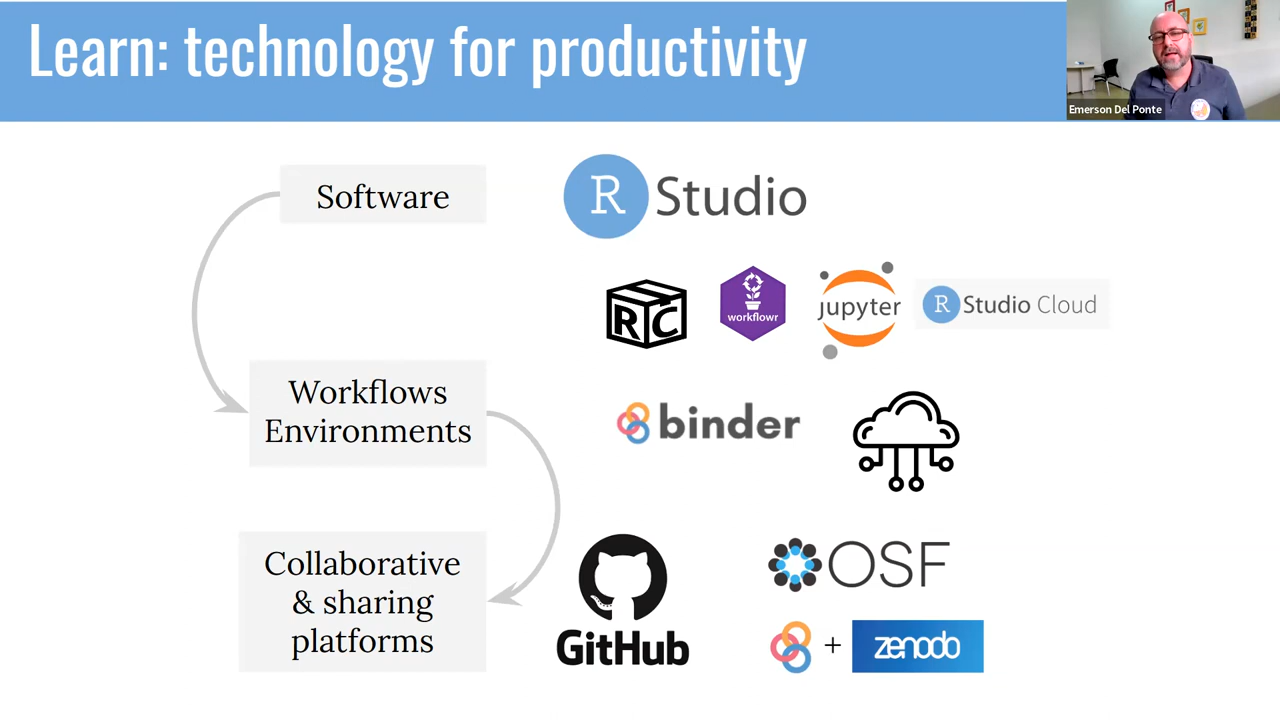 Learn: technology for productivity
Emerson Del Ponte
Software
R Studio
R C
workflowr
jupyter
R Studio Cloud
Workflows
Environments
binder
Collaborative
& sharing
platforms
GitHub
OSF
+ zenodo